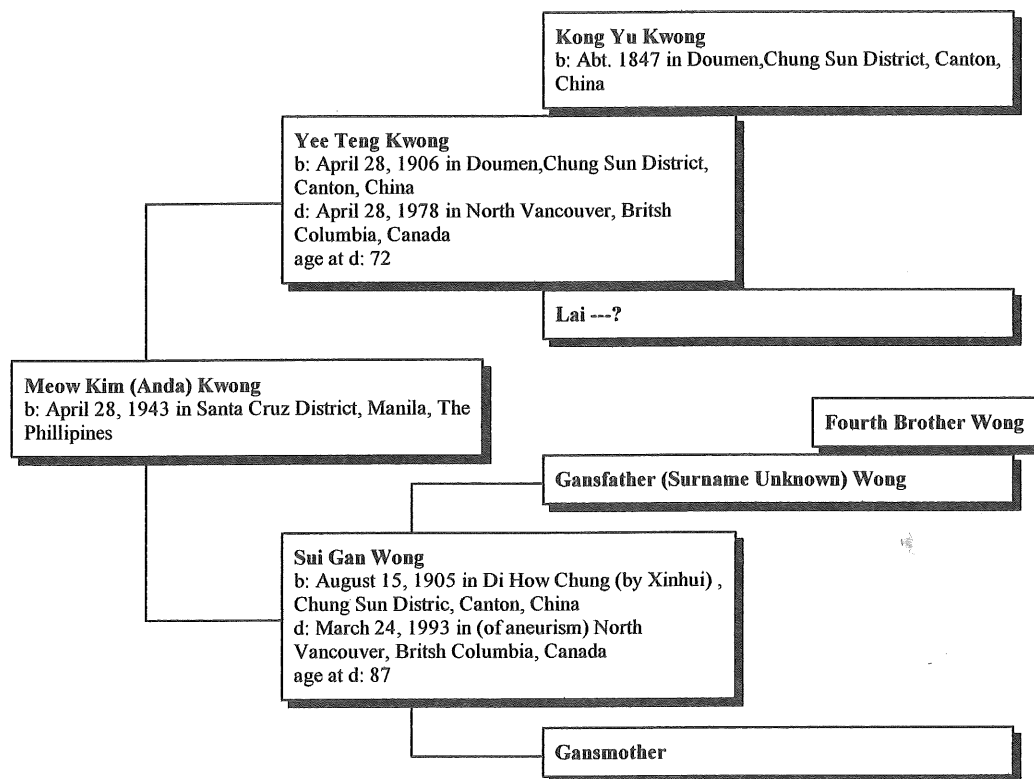 Kong Yu Kwong
b: Abt. 1847 in Doumen,Chung Sun District, Canton,
China
Yee Teng Kwong
b: April 28, 1906 in Doumen,Chung Sun District,
Canton, China
d: April 28, 1978 in North Vancouver, Britsh
Columbia, Canada
age at d: 72
Lai ---?
Meow Kim (Anda) Kwong
b: April 28, 1943 in Santa Cruz District, Manila, The
Phillipines
Fourth Brother Wong
Gansfather (Surname Unknown) Wong
Sui Gan Wong
b: August 15, 1905 in Di How Chung (by Xinhui) ,
Chung Sun Distric, Canton, China
d: March 24, 1993 in (of aneurism) North
Vancouver, Britsh Columbia, Canada
age at d: 87
Gansmother